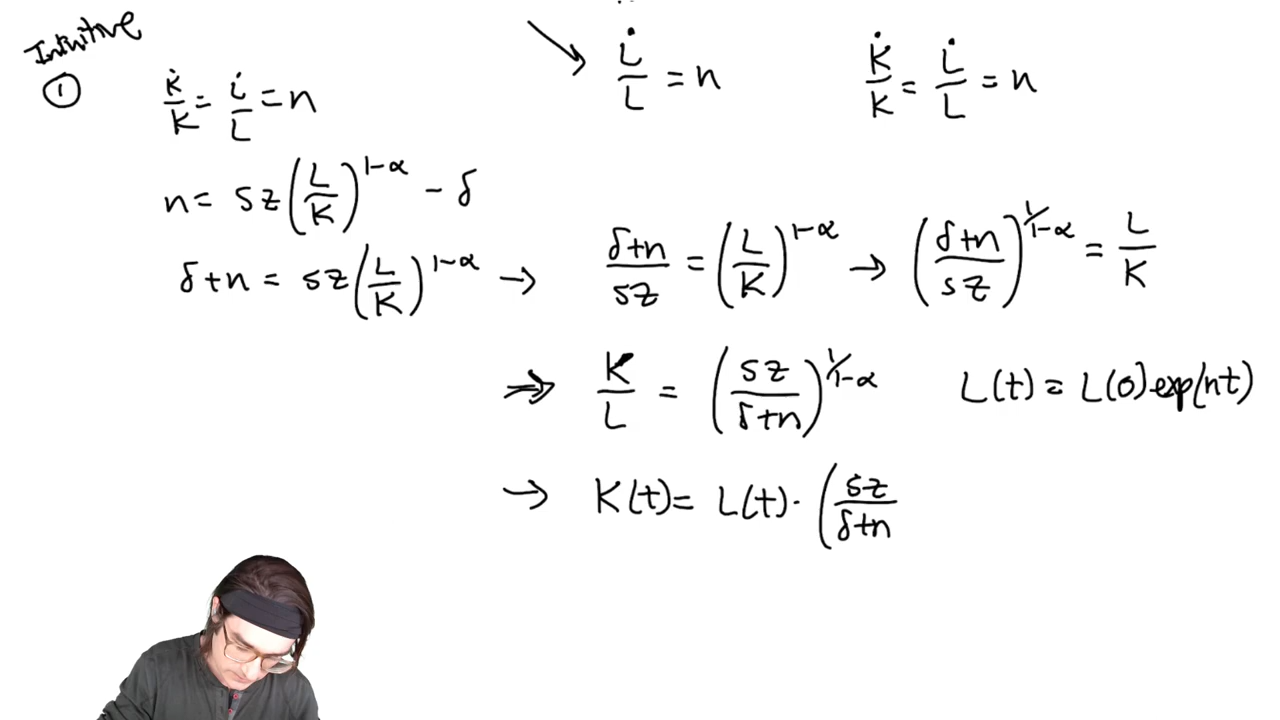 Intuitive
①
K̇/K = L̇/L = n
L̇/L = n
K̇/K = L̇/L = n
n = sz(L/K)^{1-α} - δ
δ+n = sz(L/K)^{1-α} → (δ+n)/(sz) = (L/K)^{1-α} → ((δ+n)/(sz))^{1/1-α} = L/K
⇒ K/L = (sz/(δ+n))^{1/1-α} L(t) = L(0)exp(nt)
→ K(t) = L(t)·(sz/δ+n